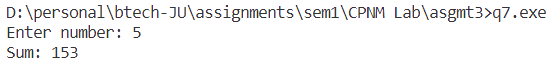 D:\personal\btech-JU\assignments\sem1\CPNM Lab\asgmt3>q7.exe
Enter number: 5
Sum: 153